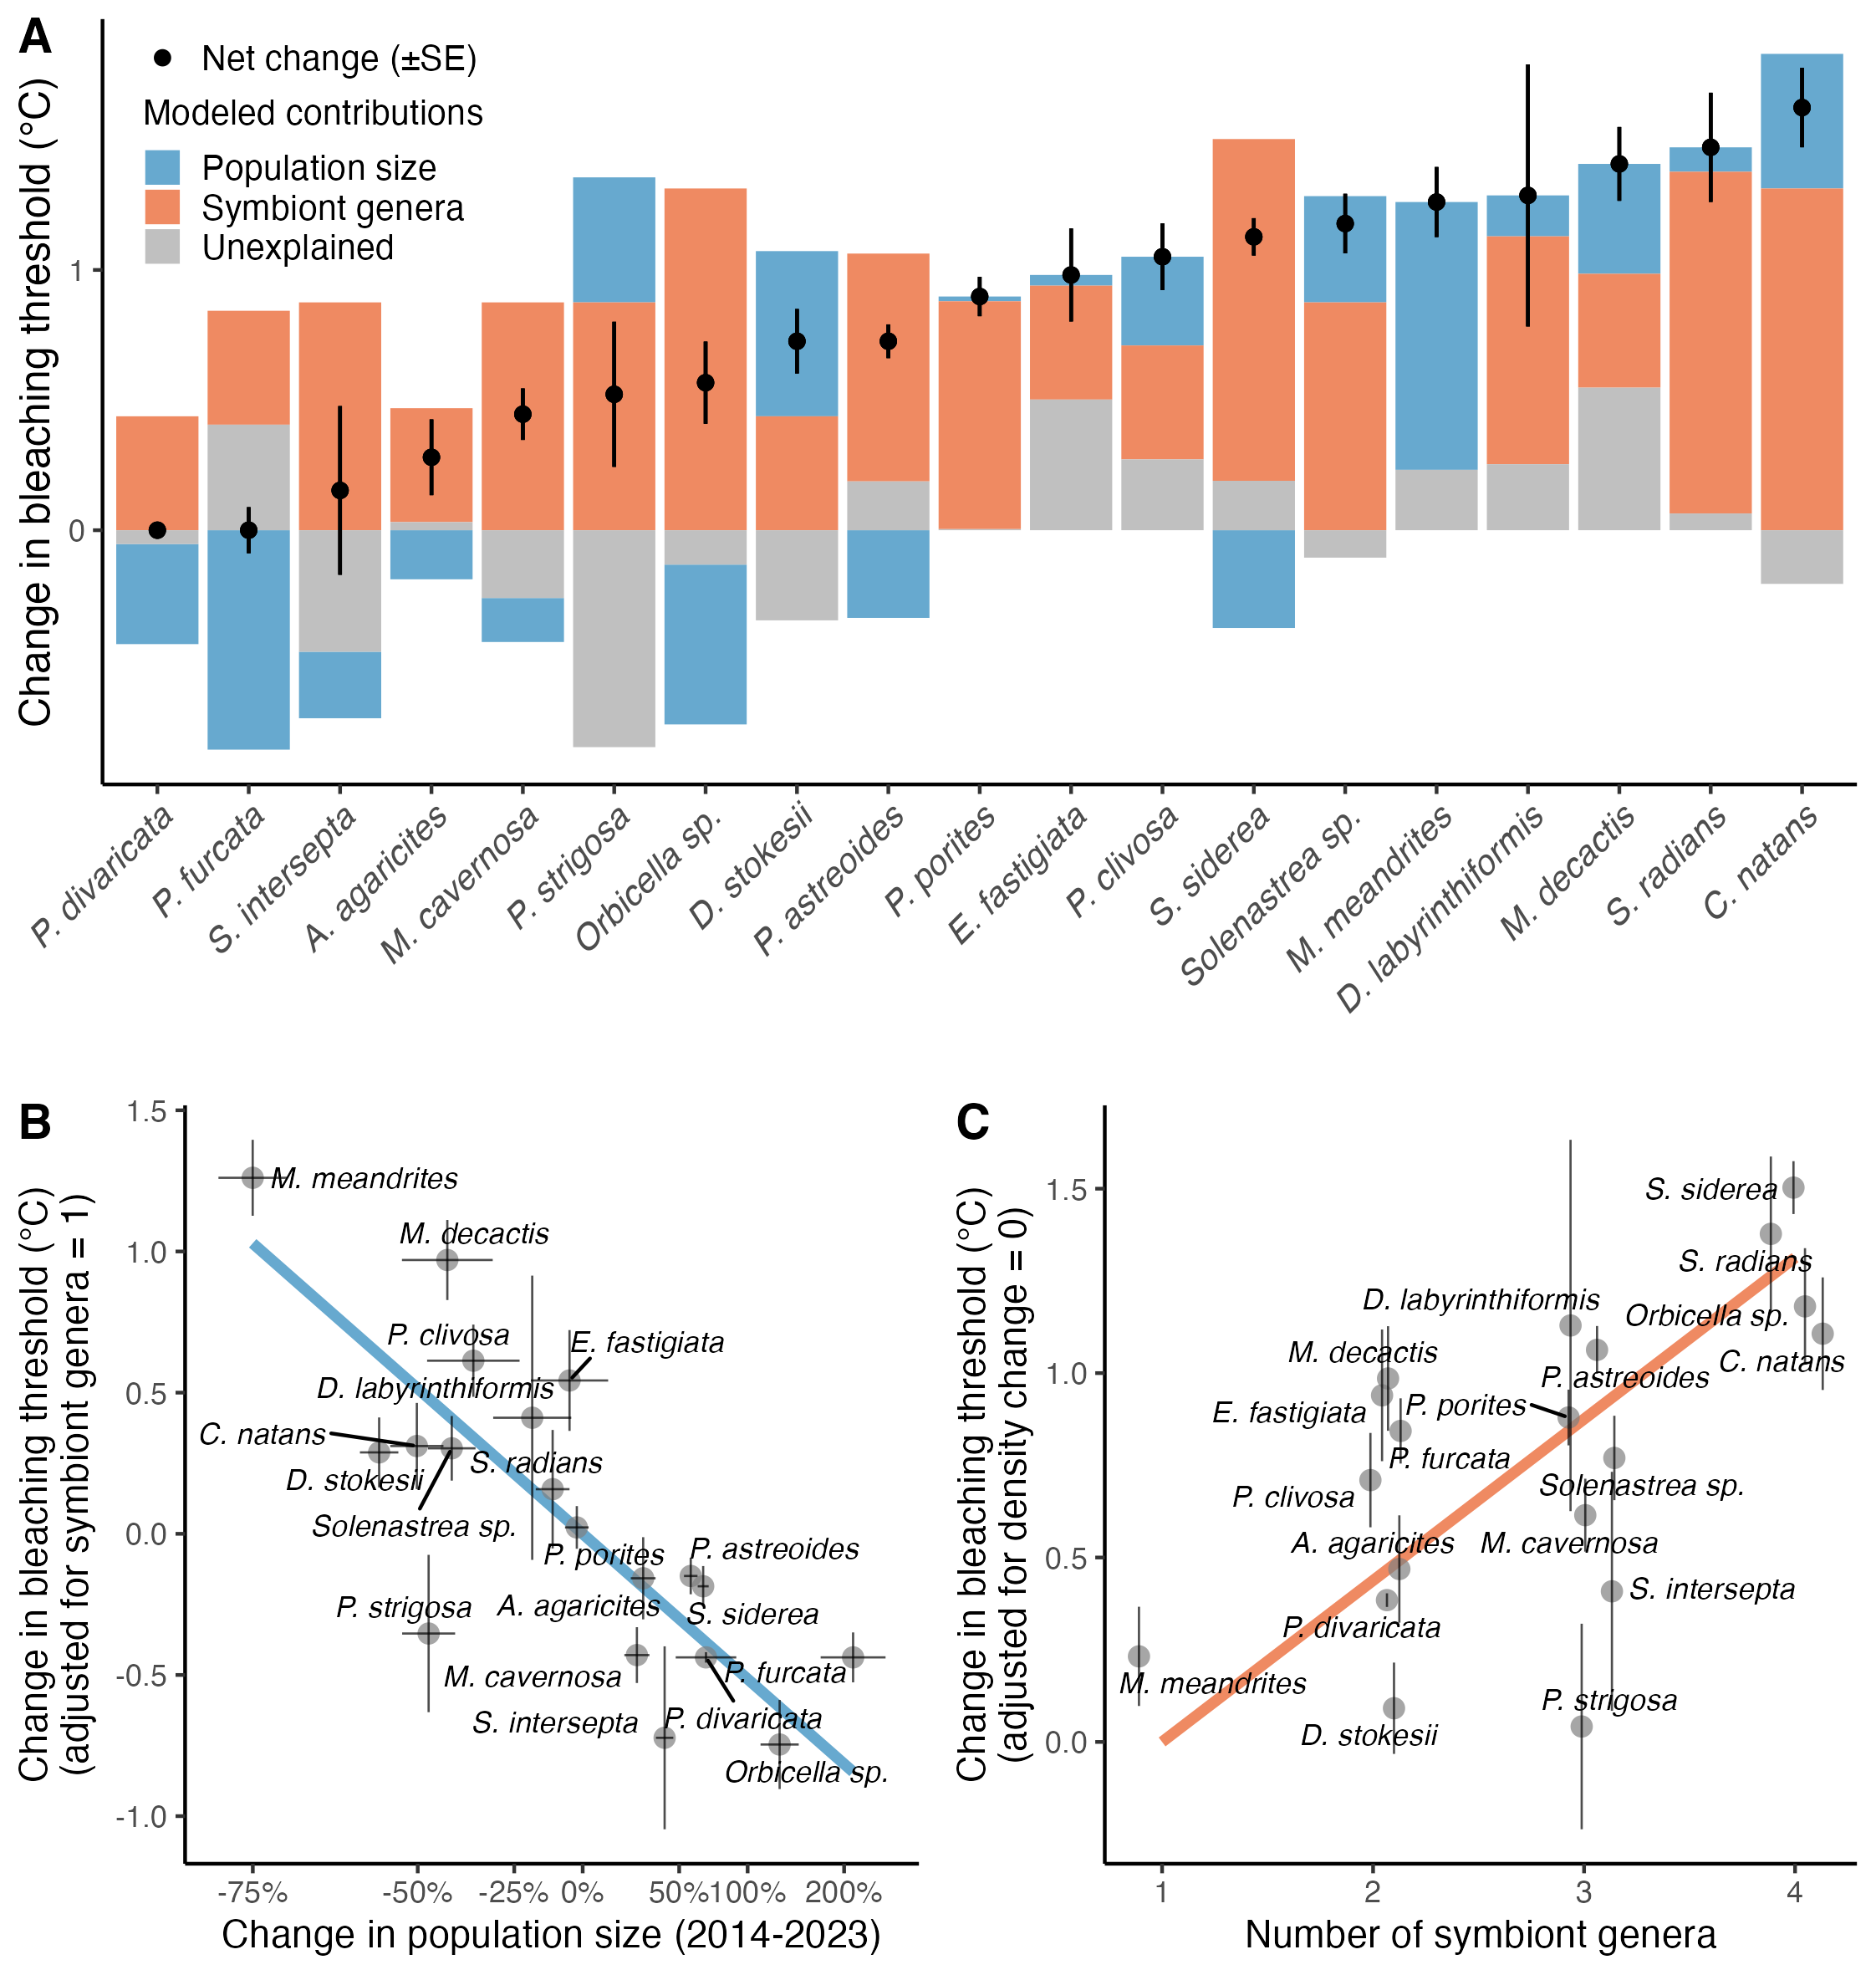 A
Net change (±SE)
Modeled contributions
Population size
Symbiont genera
Unexplained
Change in bleaching threshold (°C)
1
0
P. divaricata
P. furcata
S. intersepta
A. agaricites
M. cavernosa
P. strigosa
Orbicella sp.
D. stokesii
P. astreoides
P. porites
E. fastigiata
P. clivosa
S. siderea
Solenastrea sp.
M. meandrites
D. labyrinthiformis
M. decactis
S. radians
C. natans
B
Change in bleaching threshold (°C)
(adjusted for symbiont genera = 1)
1.5
1.0
0.5
0.0
-0.5
-1.0
M. meandrites
M. decactis
P. clivosa
E. fastigiata
D. labyrinthiformis
C. natans
S. radians
D. stokesii
Solenastrea sp.
P. porites
P. astreoides
P. strigosa
A. agaricites
S. siderea
M. cavernosa
P. furcata
S. intersepta
P. divaricata
Orbicella sp.
-75%
-50%
-25%
0%
50%
100%
200%
Change in population size (2014-2023)
C
Change in bleaching threshold (°C)
(adjusted for density change = 0)
1.5
1.0
0.5
0.0
S. siderea
S. radians
D. labyrinthiformis
Orbicella sp.
M. decactis
C. natans
P. astreoides
P. porites
E. fastigiata
P. furcata
Solenastrea sp.
P. clivosa
A. agaricites
M. cavernosa
S. intersepta
P. divaricata
M. meandrites
P. strigosa
D. stokesii
1
2
3
4
Number of symbiont genera